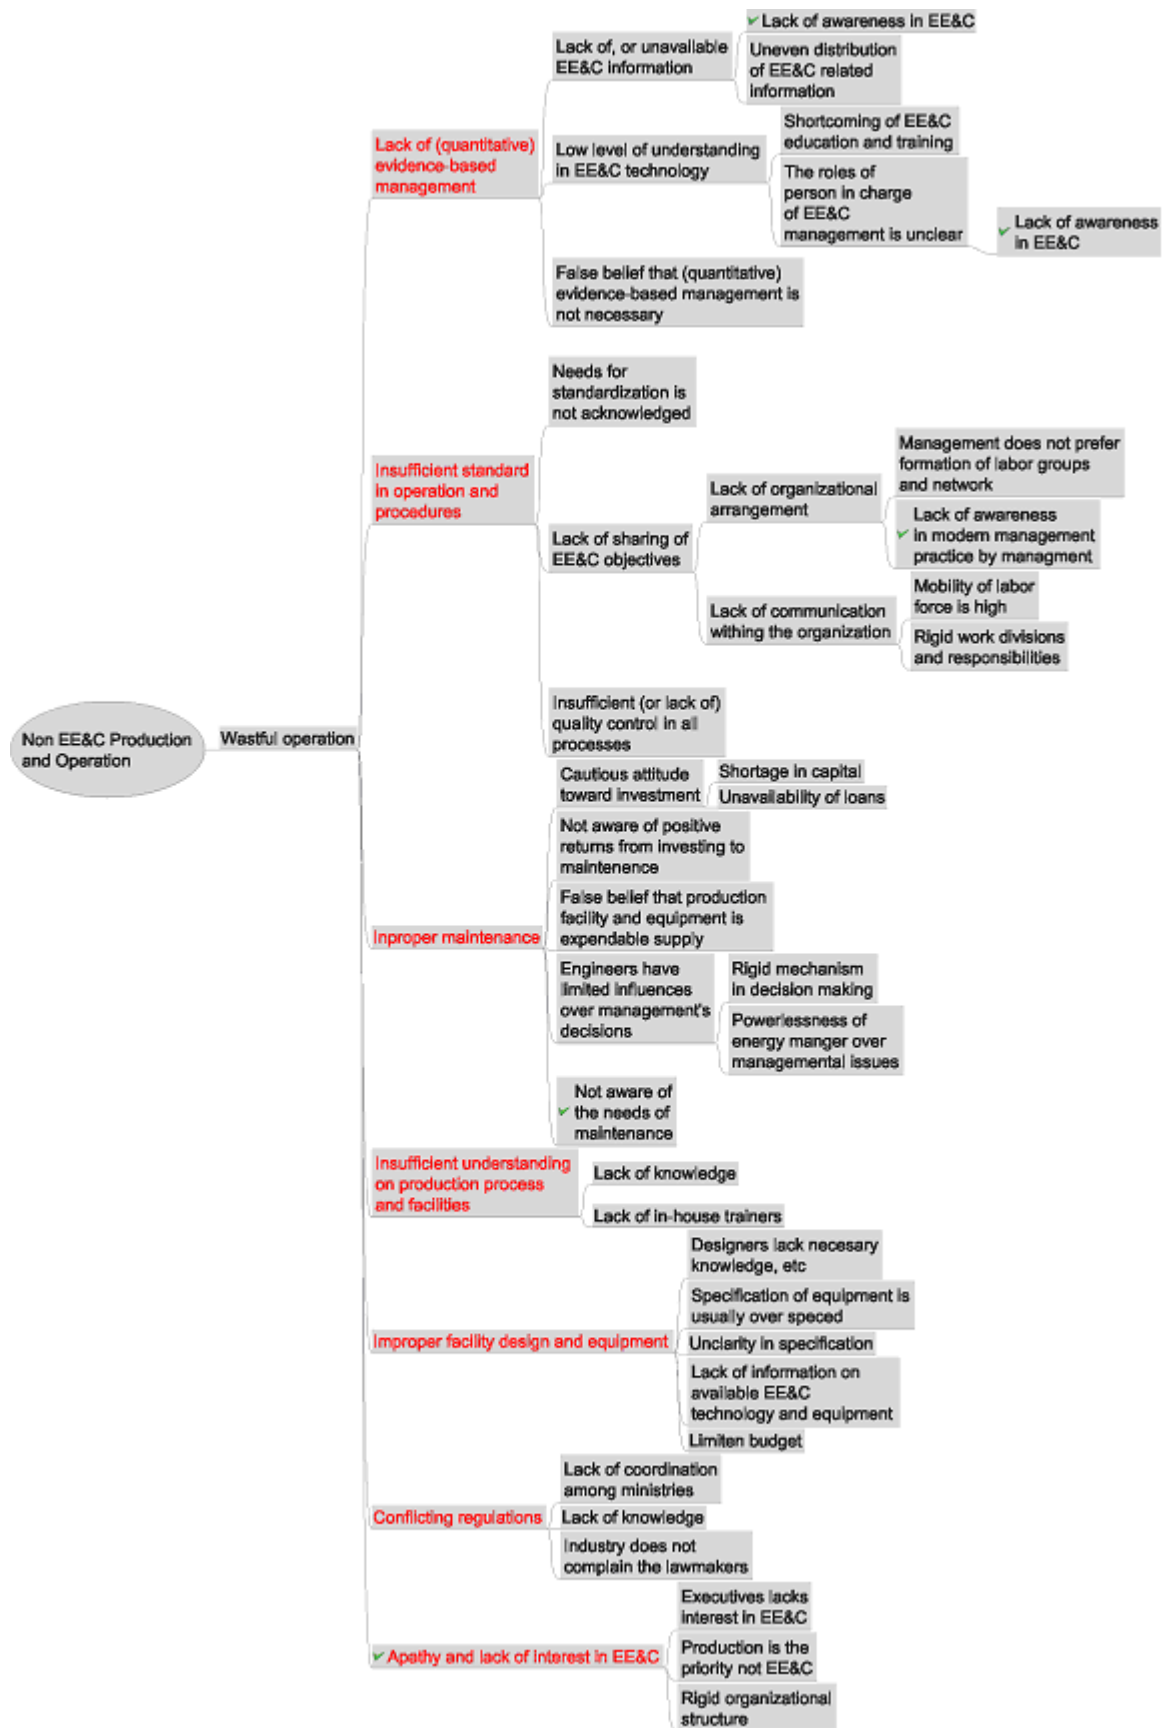 Non EE&C Production
and Operation
Wastful operation
Lack of (quantitative)
evidence-based
management
Lack of, or unavailable
EE&C information
Lack of awareness in EE&C
Uneven distribution
of EE&C related
information
Low level of understanding
in EE&C technology
Shortcoming of EE&C
education and training
The roles of
person in charge
of EE&C
management is unclear
Lack of awareness
in EE&C
False belief that (quantitative)
evidence-based management is
not necessary
Insufficient standard
in operation and
procedures
Needs for
standardization is
not acknowledged
Lack of sharing of
EE&C objectives
Lack of organizational
arrangement
Management does not prefer
formation of labor groups
and network
Lack of awareness
in modern management
practice by managment
Lack of communication
withing the organization
Mobility of labor
force is high
Rigid work divisions
and responsibilities
Insufficient (or lack of)
quality control in all
processes
Inproper maintenance
Cautious attitude
toward investment
Shortage in capital
Unavailability of loans
Not aware of positive
returns from investing to
maintenence
False belief that production
facility and equipment is
expendable supply
Engineers have
limited influences
over management's
decisions
Rigid mechanism
in decision making
Powerlessness of
energy manger over
managemental issues
Not aware of
the needs of
maintenance
Insufficient understanding
on production process
and facilities
Lack of knowledge
Lack of in-house trainers
Improper facility design and equipment
Designers lack necesary
knowledge, etc
Specification of equipment is
usually over speced
Unclarity in specification
Lack of information on
available EE&C
technology and equipment
Limiten budget
Conflicting regulations
Lack of coordination
among ministries
Lack of knowledge
Industry does not
complain the lawmakers
Apathy and lack of interest in EE&C
Executives lacks
interest in EE&C
Production is the
priority not EE&C
Rigid organizational
structure